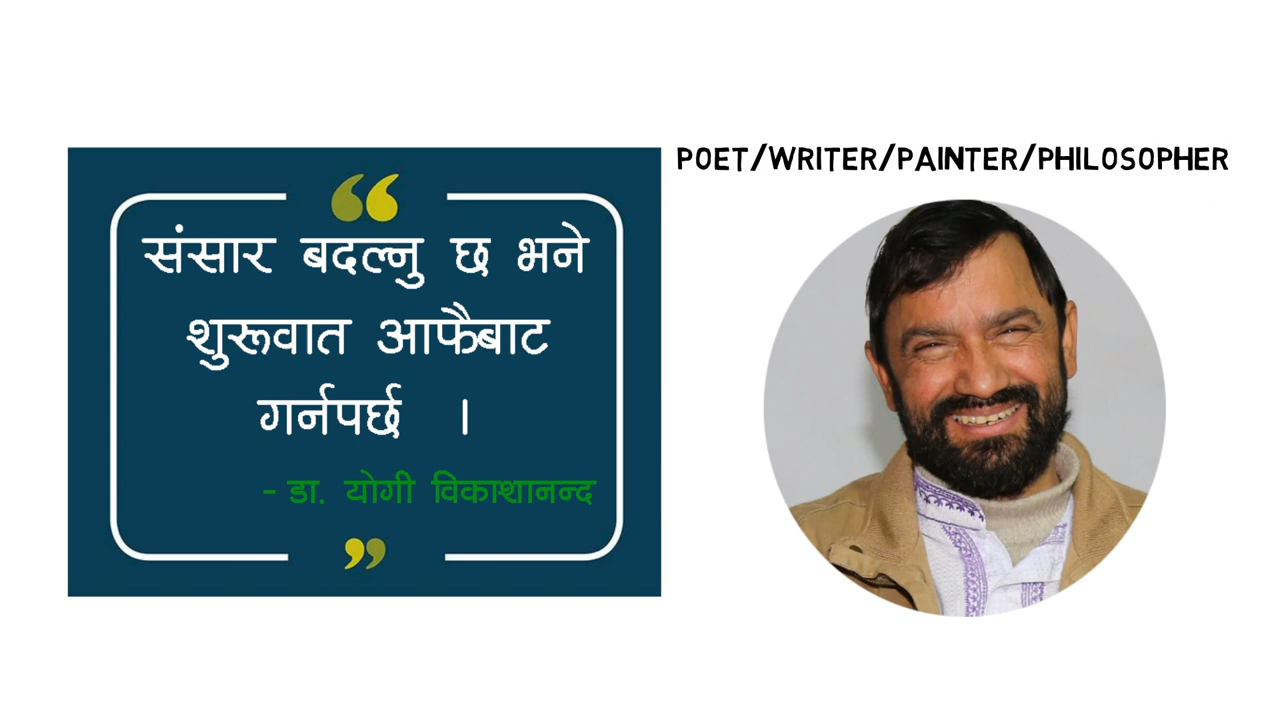 POET/WRITER/PAINTER/PHILOSOPHER
संसार बदल्नु छ भने
शुरूवात आफैबाट
गर्नपर्छ ।
- डा. योगी विकाशानन्द